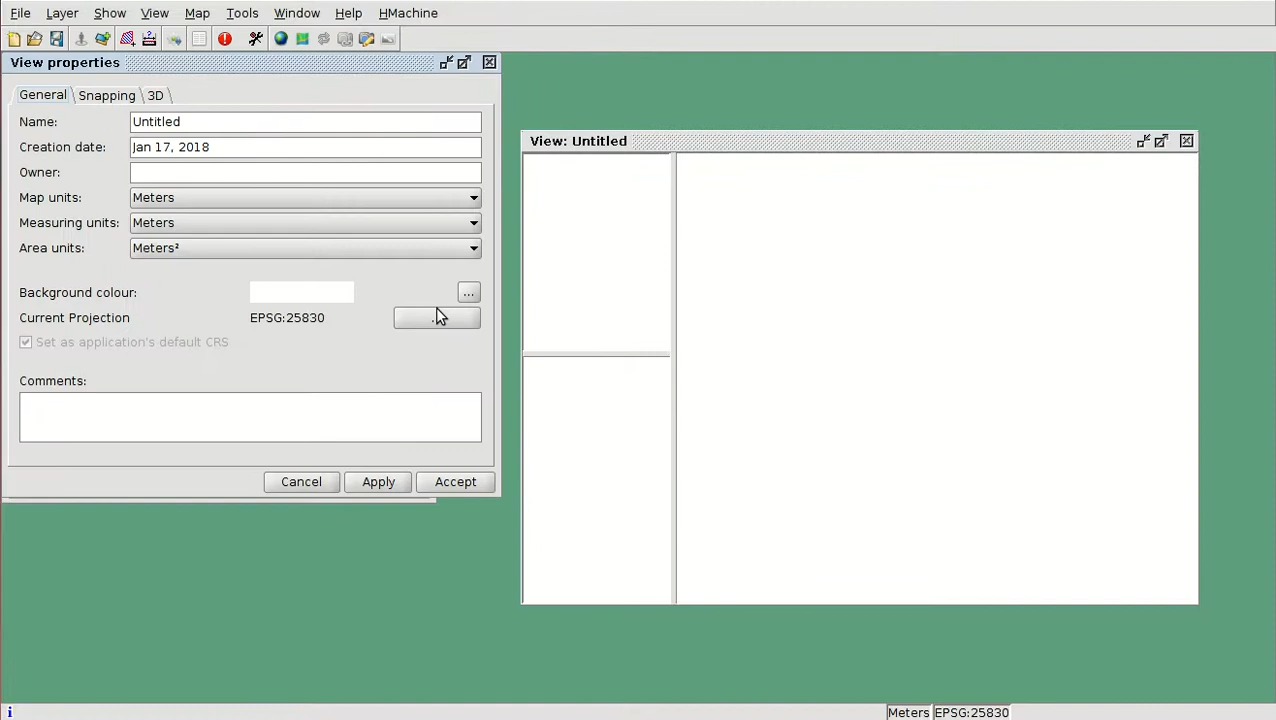 File Layer Show View Map Tools Window Help HMachine
View properties
General Snapping 3D
Name: Untitled
Creation date: Jan 17, 2018
Owner:
Map units: Meters
Measuring units: Meters
Area units: Meters²
Background colour: ...
Current Projection EPSG:25830
Set as application's default CRS
Comments:
Cancel Apply Accept
View: Untitled
Meters EPSG:25830